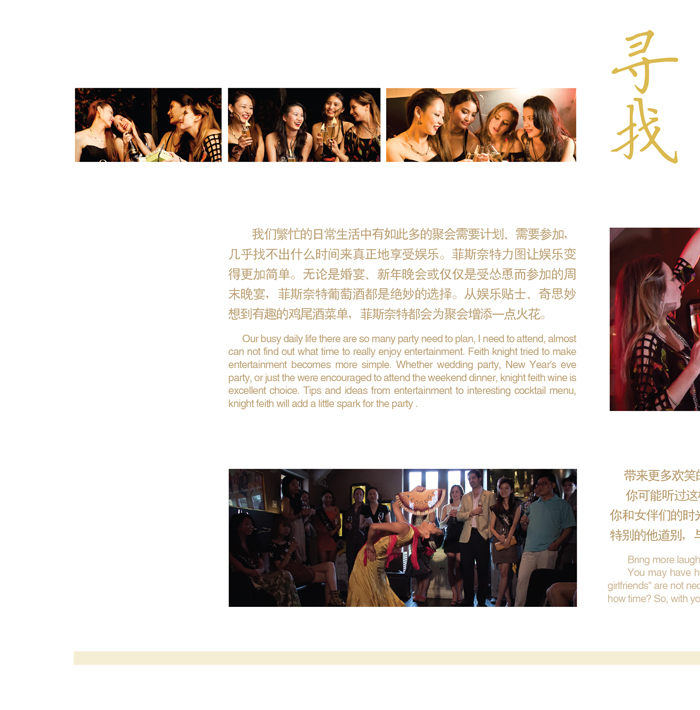 寻
找
我们繁忙的日常生活中有如此多的聚会需要计划、需要参加，
几乎找不出什么时间来真正地享受娱乐。菲斯奈特力图让娱乐变
得更加简单。无论是婚宴、新年晚会或仅仅是受怂恿而参加的周
末晚宴，菲斯奈特葡萄酒都是绝妙的选择。从娱乐贴士、奇思妙
想到有趣的鸡尾酒菜单，菲斯奈特都会为聚会增添一点火花。
Our busy daily life there are so many party need to plan, I need to attend, almost
can not find out what time to really enjoy entertainment. Feith knight tried to make
entertainment becomes more simple. Whether wedding party, New Year's eve
party, or just the were encouraged to attend the weekend dinner, knight feith wine is
excellent choice. Tips and ideas from entertainment to interesting cocktail menu,
knight feith will add a little spark for the party .
带来更多欢笑的
你可能听过这
你和女伴们的时
特别的他道别，
Bring more laugh
You may have h
girlfriends" are not nec
how time? So, with yo